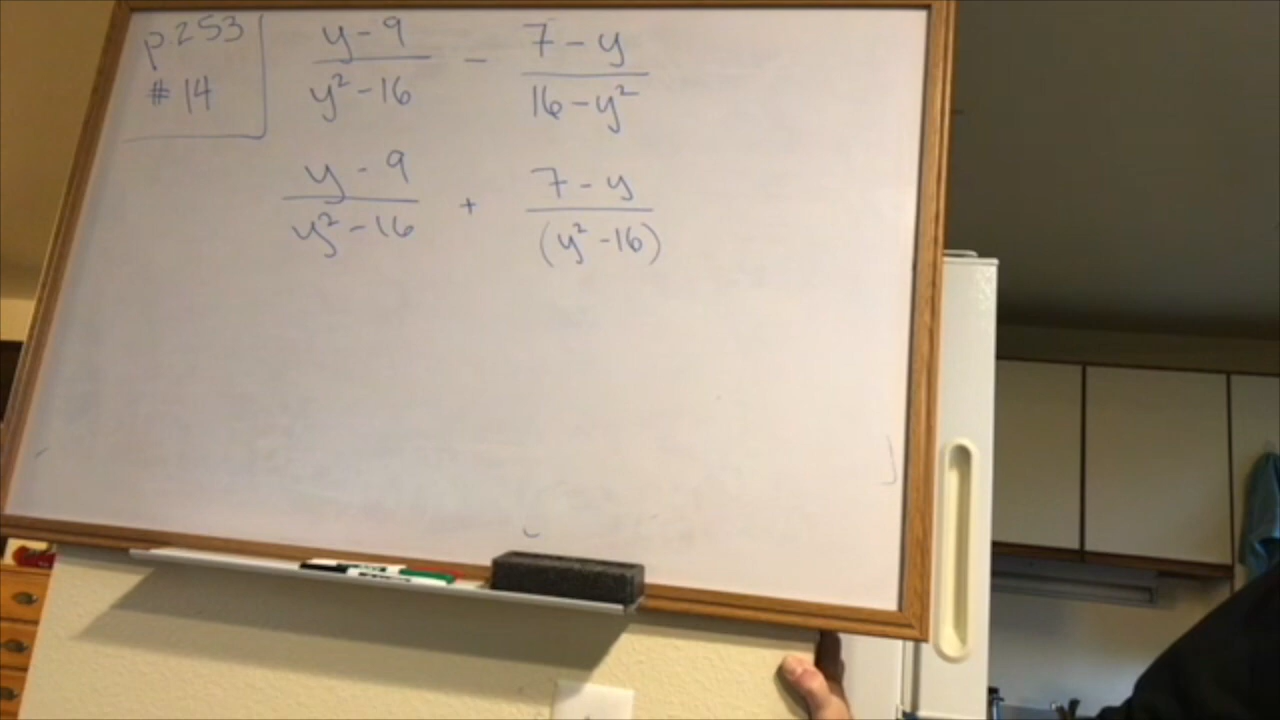 p.253
#14
y-9 / y²-16 - 7-y / 16-y²
y-9 / y²-16 + 7-y / (y²-16)